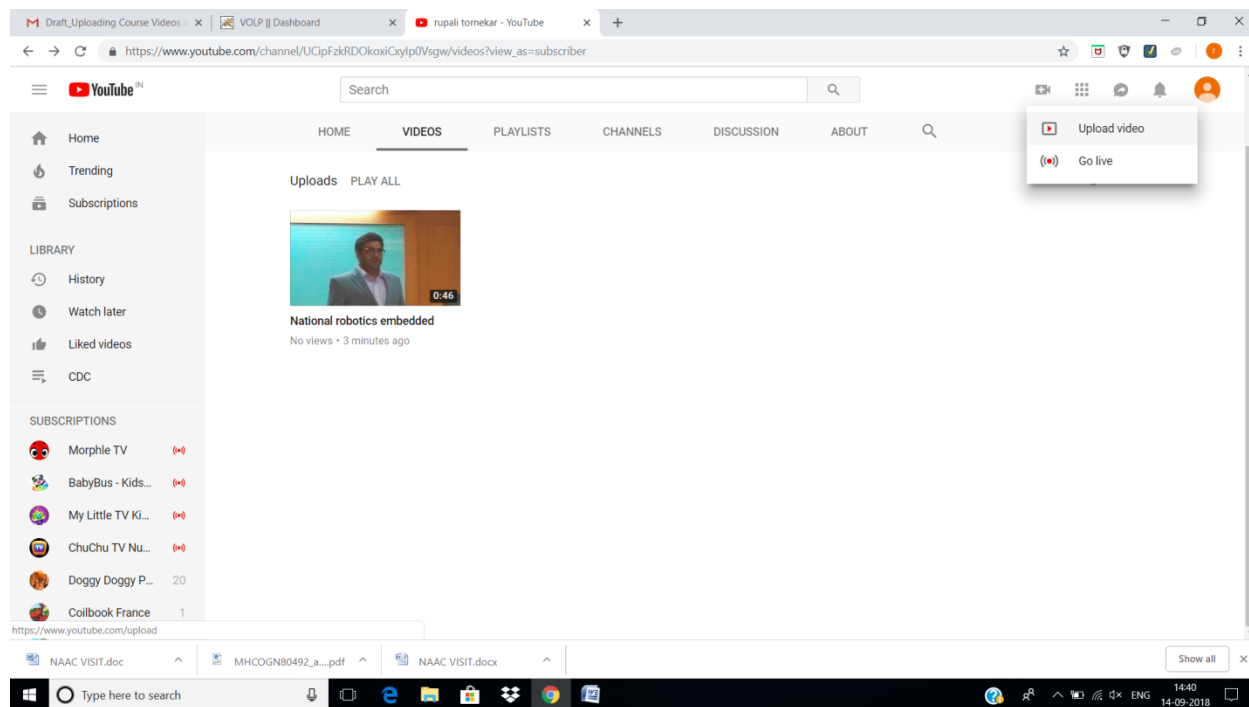 Draft_Uploading Course Videos
VOLP || Dashboard
rupali tornekar - YouTube
https://www.youtube.com/channel/UCipFzkRDOkoxiCxyIp0Vsgw/videos?view_as=subscriber
YouTube IN
Search
HOME VIDEOS PLAYLISTS CHANNELS DISCUSSION ABOUT
Upload video
Go live
Home
Trending
Subscriptions
LIBRARY
History
Watch later
Liked videos
CDC
SUBSCRIPTIONS
Morphle TV
BabyBus - Kids...
My Little TV Ki...
ChuChu TV Nu...
Doggy Doggy P... 20
Coilbook France 1
Uploads PLAY ALL
0:46
National robotics embedded
No views • 3 minutes ago
https://www.youtube.com/upload
NAAC VISIT.doc
MHCOGN80492_a....pdf
NAAC VISIT.docx
Show all
Type here to search
ENG
14:40
14-09-2018